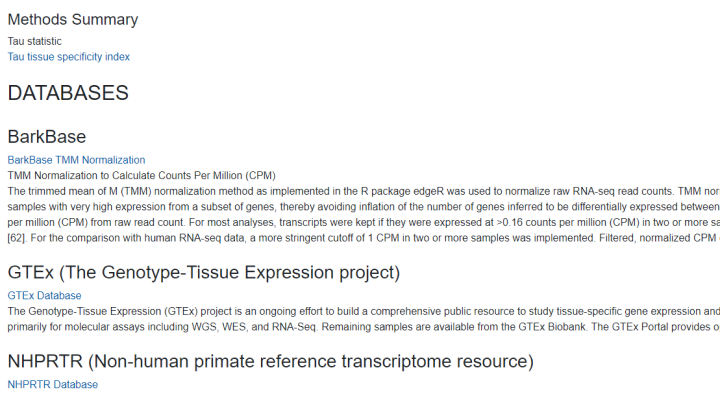 Methods Summary
Tau statistic
Tau tissue specificity index
DATABASES
BarkBase
BarkBase TMM Normalization
TMM Normalization to Calculate Counts Per Million (CPM)
The trimmed mean of M (TMM) normalization method as implemented in the R package edgeR was used to normalize raw RNA-seq read counts. TMM nor
samples with very high expression from a subset of genes, thereby avoiding inflation of the number of genes inferred to be differentially expressed between
per million (CPM) from raw read count. For most analyses, transcripts were kept if they were expressed at >0.16 counts per million (CPM) in two or more sa
[62]. For the comparison with human RNA-seq data, a more stringent cutoff of 1 CPM in two or more samples was implemented. Filtered, normalized CPM
GTEx (The Genotype-Tissue Expression project)
GTEx Database
The Genotype-Tissue Expression (GTEx) project is an ongoing effort to build a comprehensive public resource to study tissue-specific gene expression and
primarily for molecular assays including WGS, WES, and RNA-Seq. Remaining samples are available from the GTEx Biobank. The GTEx Portal provides o
NHPRTR (Non-human primate reference transcriptome resource)
NHPRTR Database